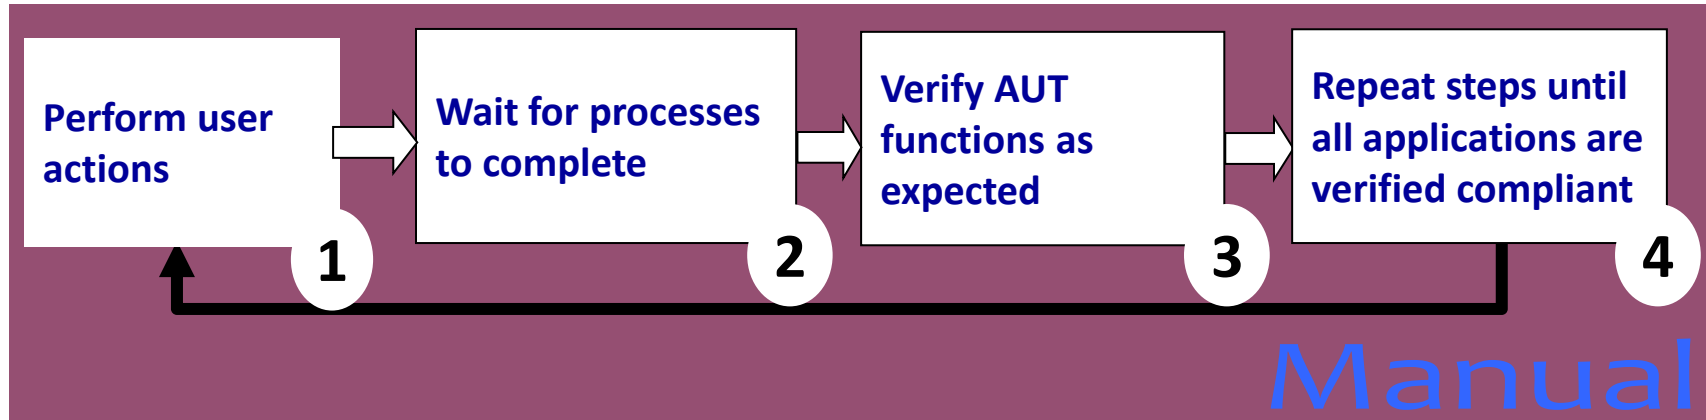 Perform user
actions
1
Wait for processes
to complete
2
Verify AUT
functions as
expected
3
Repeat steps until
all applications are
verified compliant
4
Manual